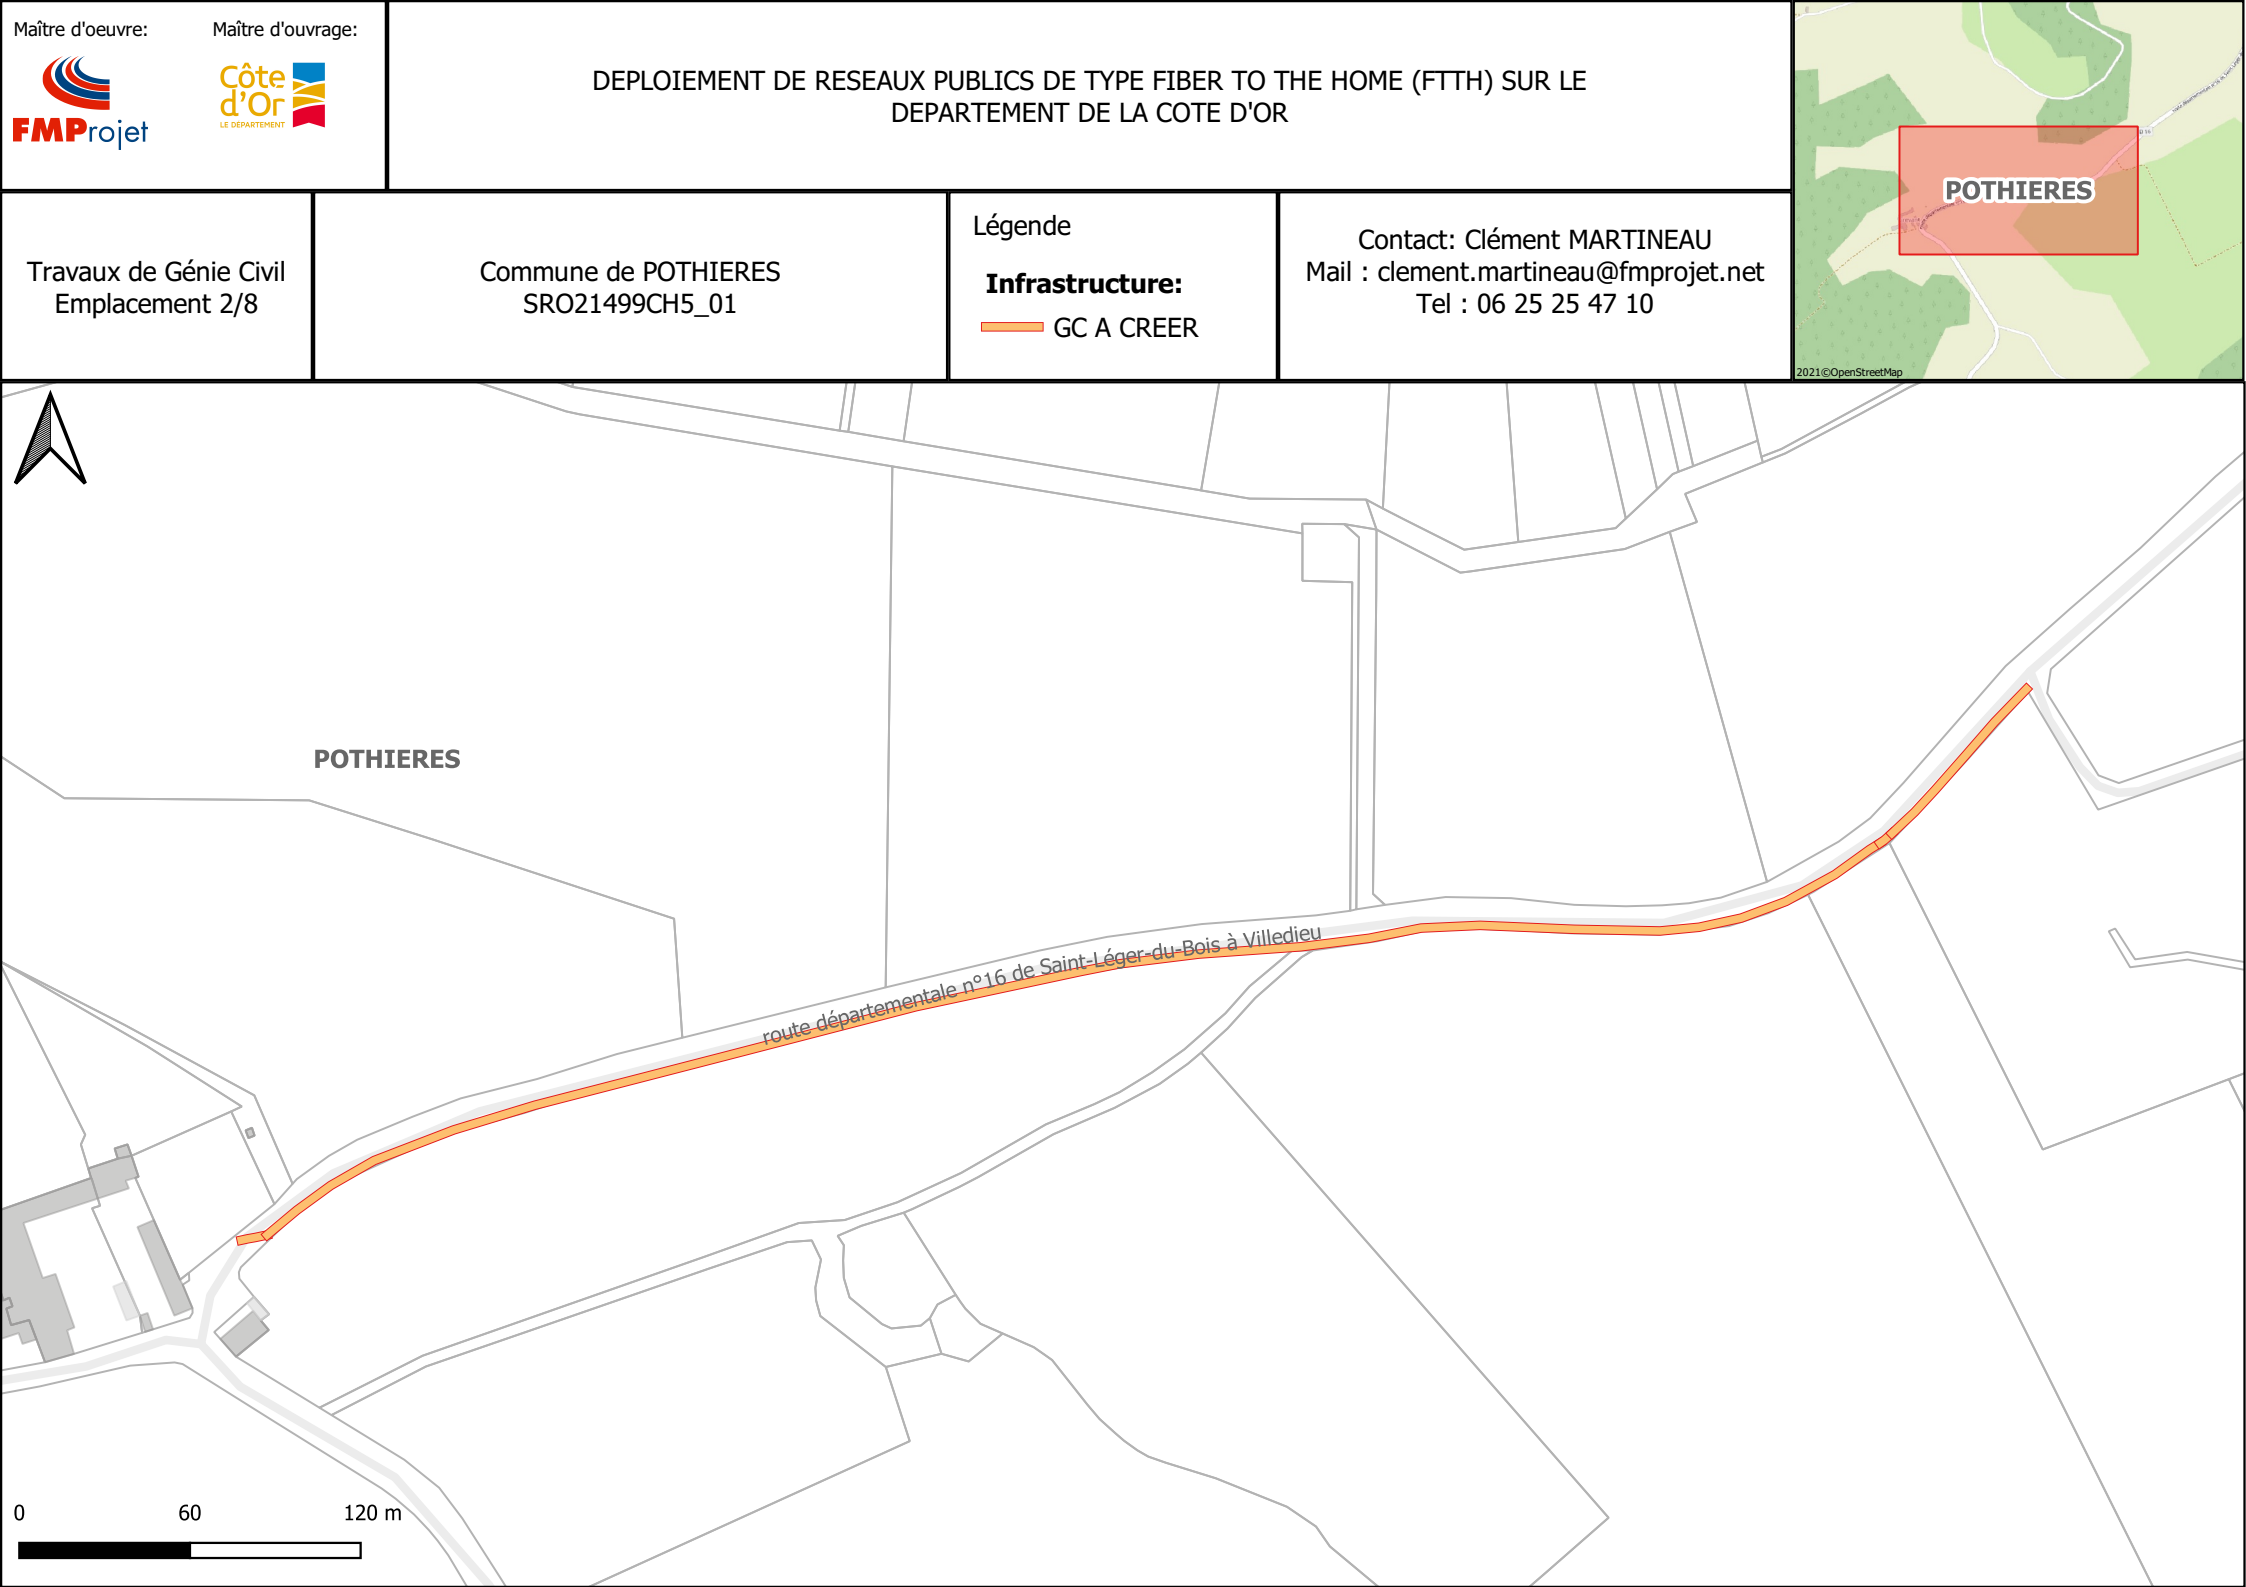 Maître d'oeuvre:
Maître d'ouvrage:
FMProjet
Côte
d'Or
LE DÉPARTEMENT
DEPLOIEMENT DE RESEAUX PUBLICS DE TYPE FIBER TO THE HOME (FTTH) SUR LE
DEPARTEMENT DE LA COTE D'OR
Travaux de Génie Civil
Emplacement 2/8
Commune de POTHIERES
SRO21499CH5_01
Légende
Infrastructure:
GC A CREER
Contact: Clément MARTINEAU
Mail : clement.martineau@fmprojet.net
Tel : 06 25 25 47 10
POTHIERES
2021©OpenStreetMap
POTHIERES
route départementale n°16 de Saint-Léger-du-Bois à Villedieu
0 60 120 m